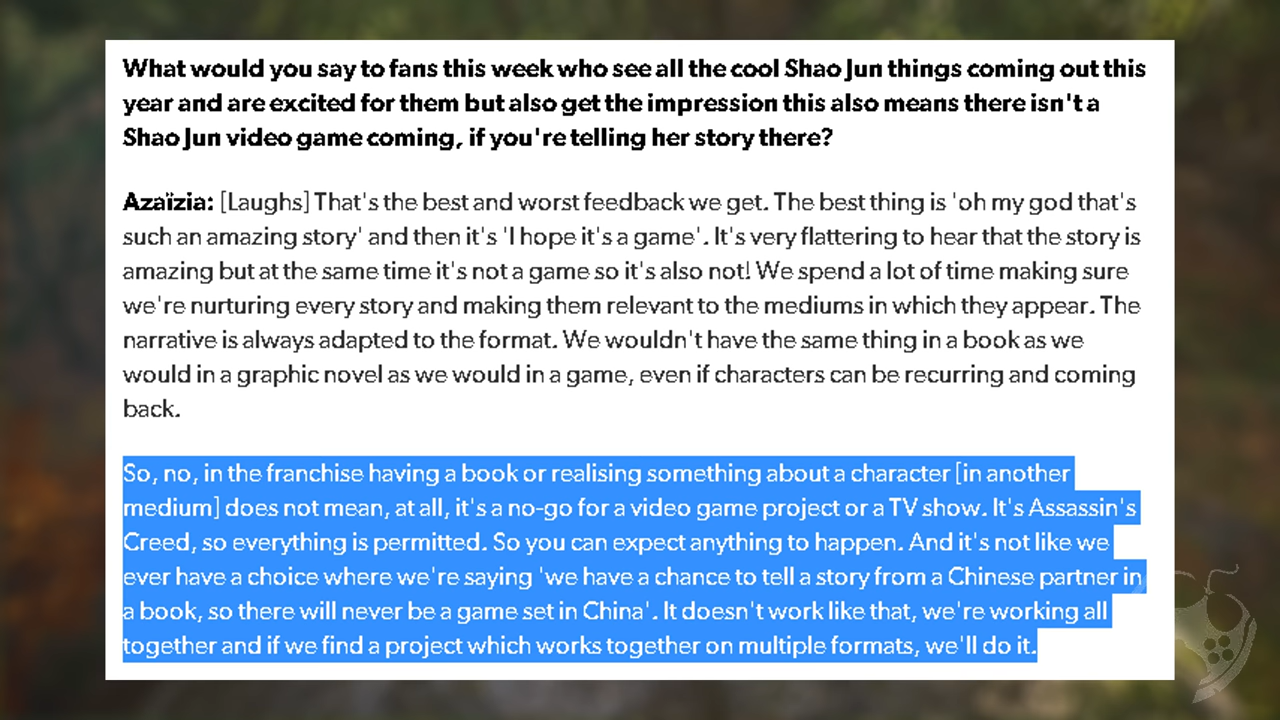 What would you say to fans this week who see all the cool Shao Jun things coming out this
year and are excited for them but also get the impression this also means there isn't a
Shao Jun video game coming, if you're telling her story there?
Azaïzia: [Laughs] That's the best and worst feedback we get. The best thing is 'oh my god that's
such an amazing story' and then it's 'I hope it's a game'. It's very flattering to hear that the story is
amazing but at the same time it's not a game so it's also not! We spend a lot of time making sure
we're nurturing every story and making them relevant to the mediums in which they appear. The
narrative is always adapted to the format. We wouldn't have the same thing in a book as we
would in a graphic novel as we would in a game, even if characters can be recurring and coming
back.
So, no, in the franchise having a book or realising something about a character [in another
medium] does not mean, at all, it's a no-go for a video game project or a TV show. It's Assassin's
Creed, so everything is permitted. So you can expect anything to happen. And it's not like we
ever have a choice where we're saying 'we have a chance to tell a story from a Chinese partner in
a book, so there will never be a game set in China'. It doesn't work like that, we're working all
together and if we find a project which works together on multiple formats, we'll do it.